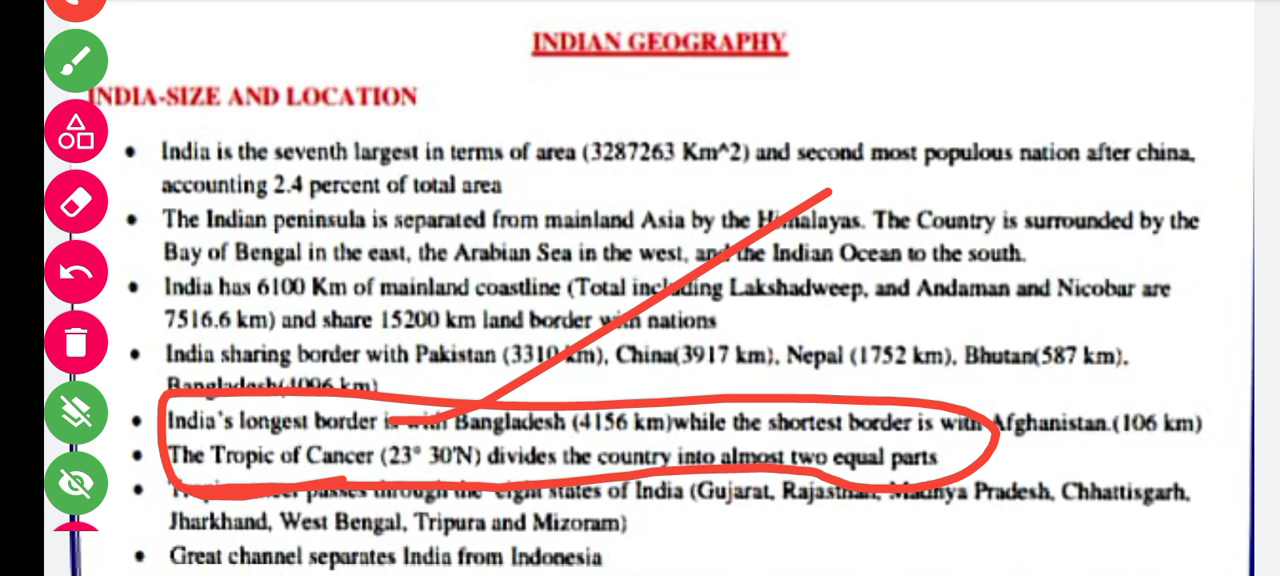 INDIAN GEOGRAPHY
INDIA-SIZE AND LOCATION
• India is the seventh largest in terms of area (3287263 Km^2) and second most populous nation after china,
accounting 2.4 percent of total area
• The Indian peninsula is separated from mainland Asia by the Himalayas. The Country is surrounded by the
Bay of Bengal in the east, the Arabian Sea in the west, and the Indian Ocean to the south.
• India has 6100 Km of mainland coastline (Total including Lakshadweep, and Andaman and Nicobar are
7516.6 km) and share 15200 km land border with nations
• India sharing border with Pakistan (3310 km), China(3917 km), Nepal (1752 km), Bhutan(587 km),
Bangladesh(4096 km)
• India's longest border is with Bangladesh (4156 km)while the shortest border is with Afghanistan.(106 km)
• The Tropic of Cancer (23° 30'N) divides the country into almost two equal parts
• passes through the eight states of India (Gujarat, Rajasthan, Madhya Pradesh, Chhattisgarh,
Jharkhand, West Bengal, Tripura and Mizoram)
• Great channel separates India from Indonesia